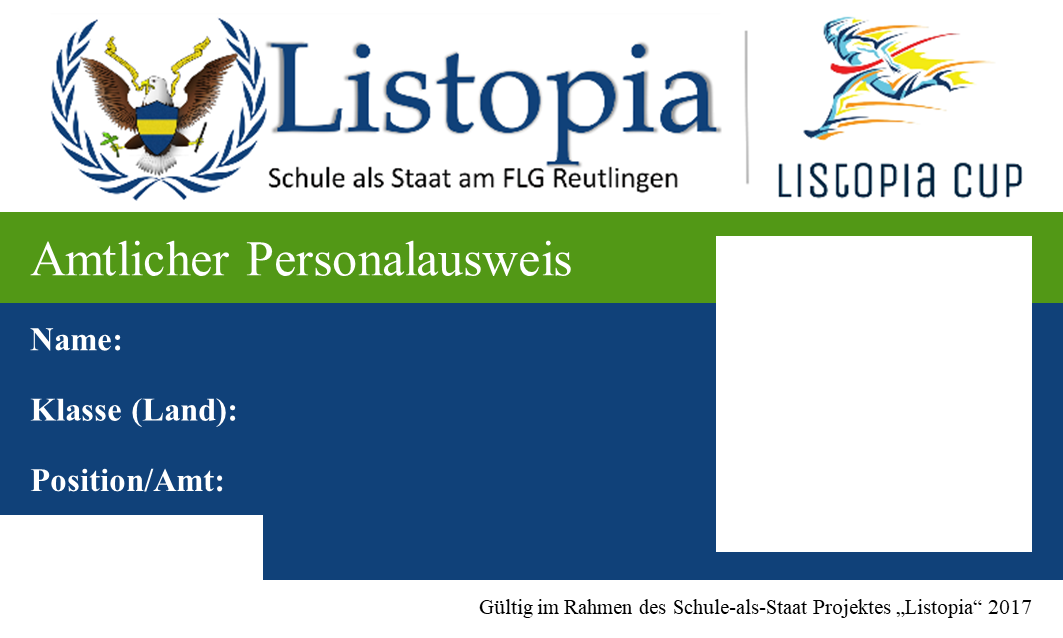 Listopia
Schule als Staat am FLG Reutlingen
LISTOPIA CUP
Amtlicher Personalausweis
Name:
Klasse (Land):
Position/Amt:
Gültig im Rahmen des Schule-als-Staat Projektes „Listopia“ 2017